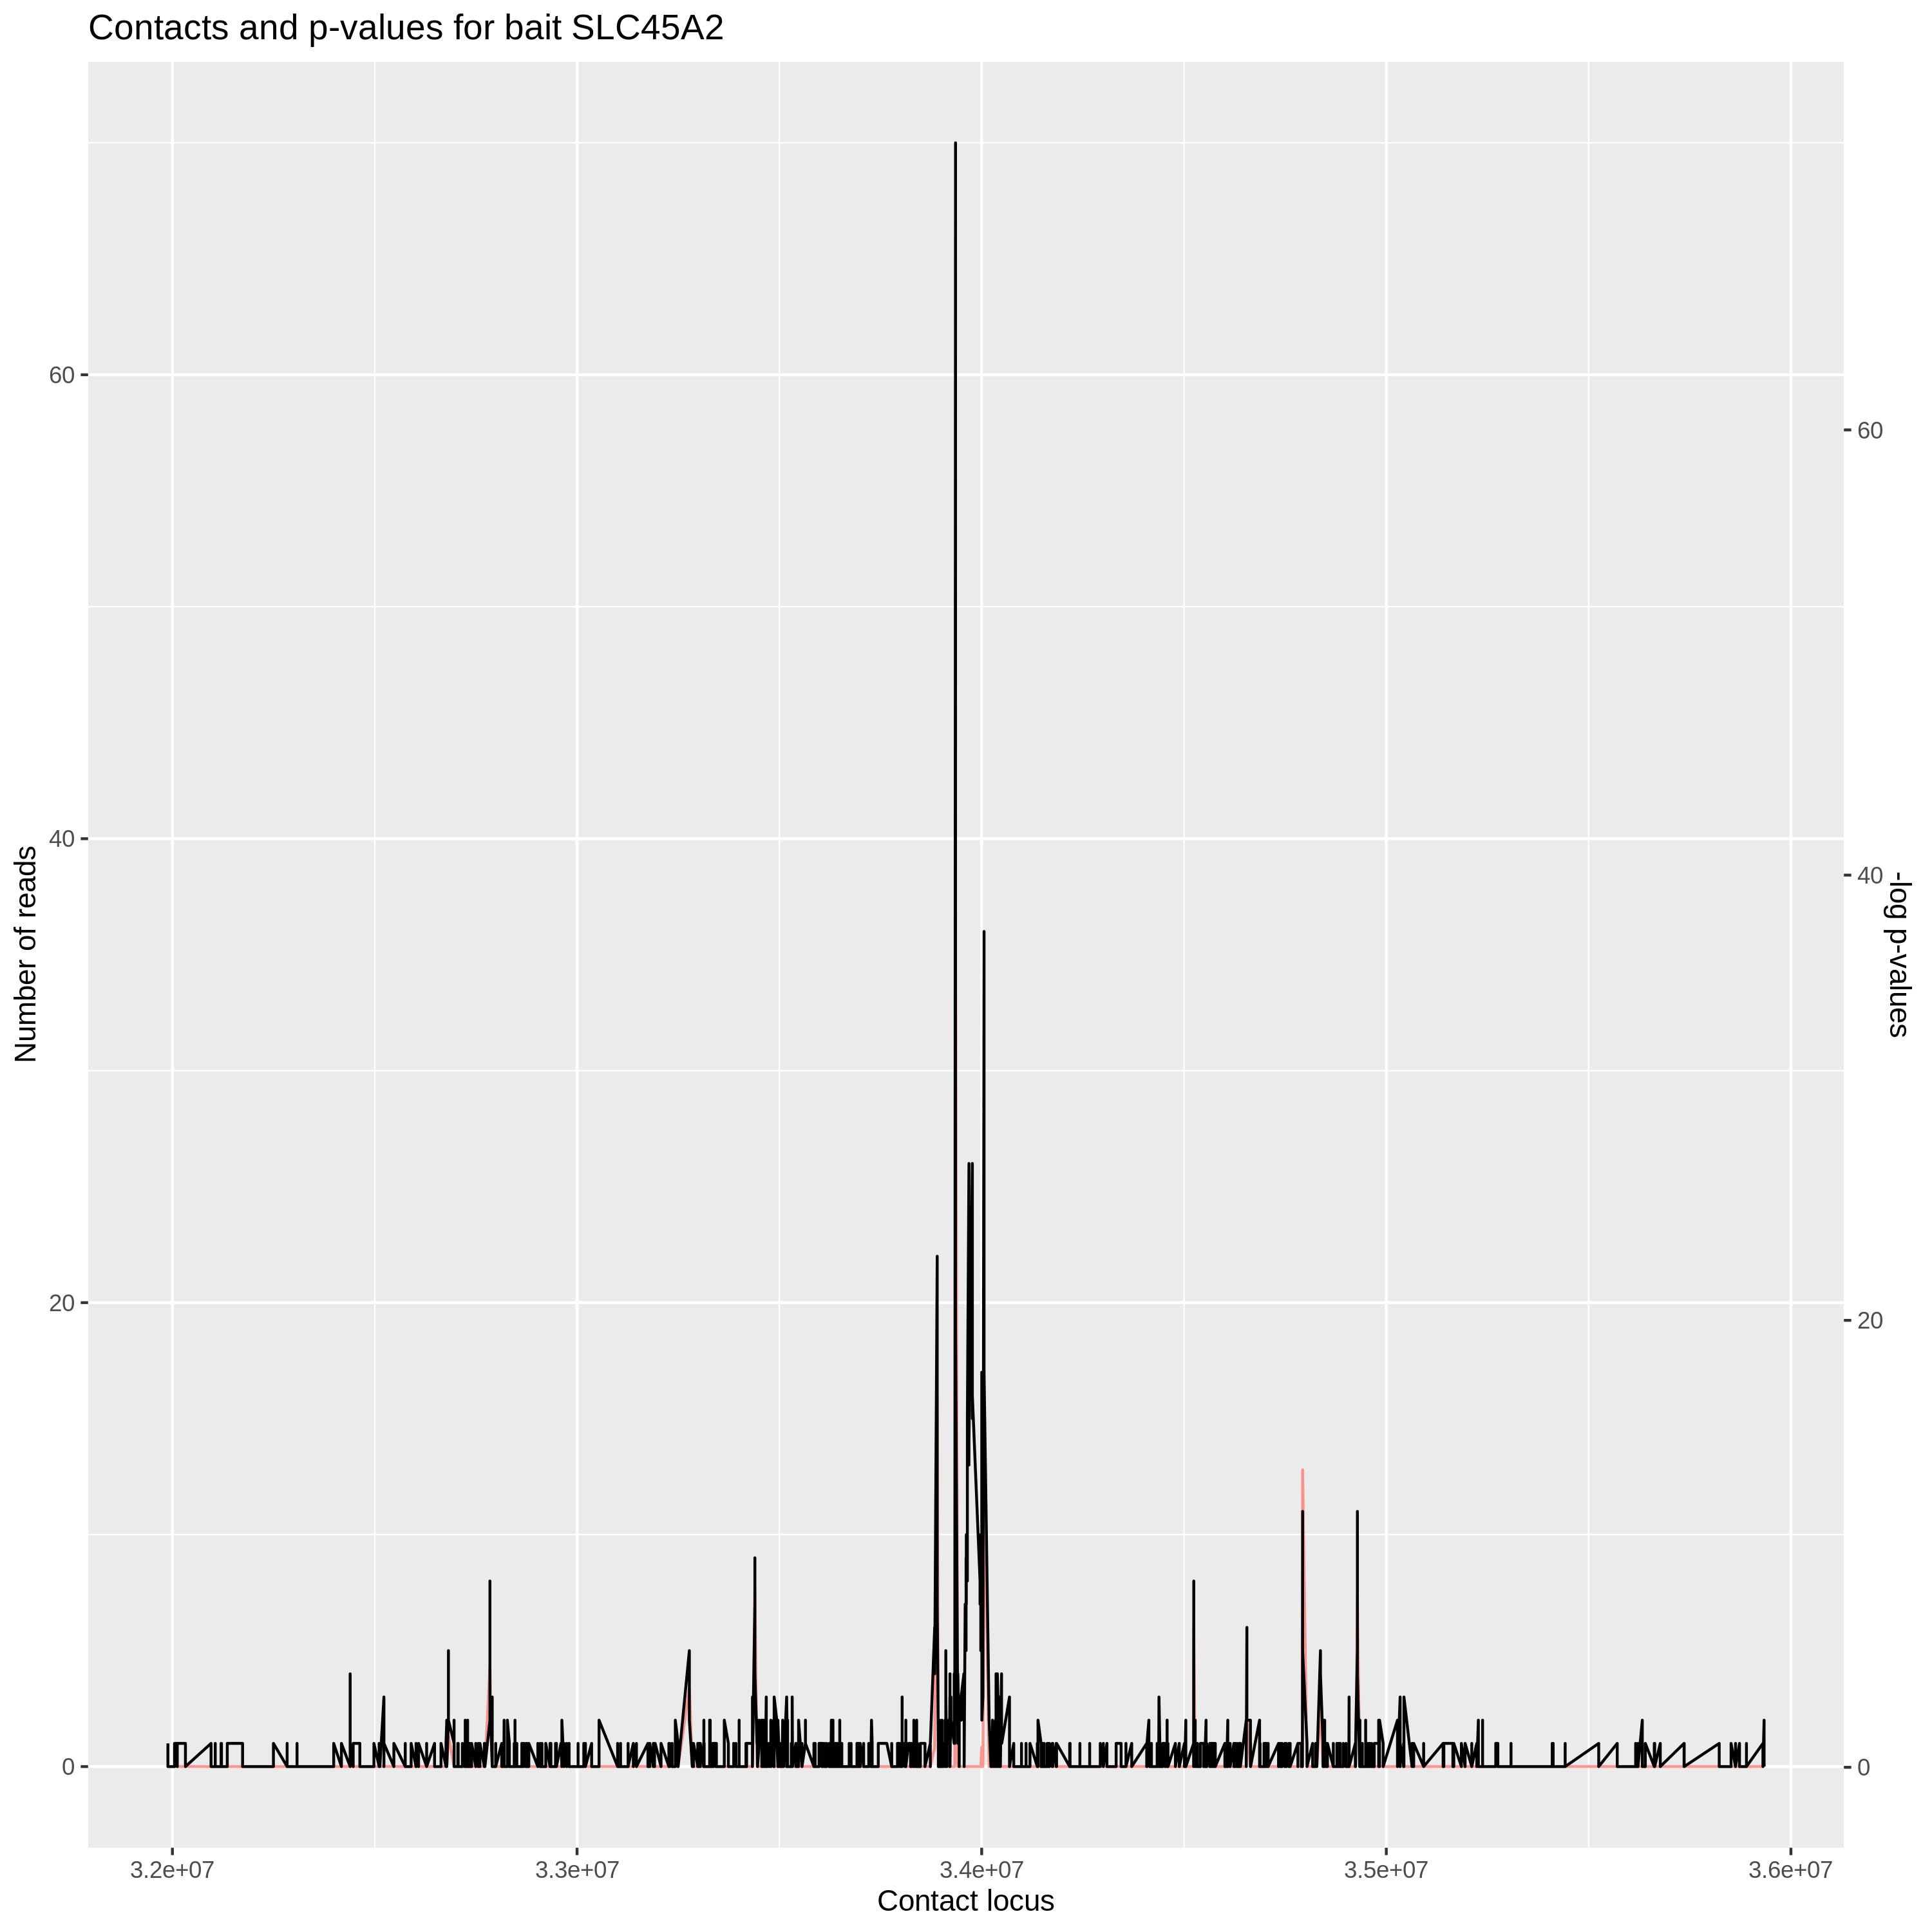 Contacts and p-values for bait SLC45A2
Number of reads
60
40
20
0
60
40
20
0
-log p-values
3.2e+07
3.3e+07
3.4e+07
3.5e+07
3.6e+07
Contact locus